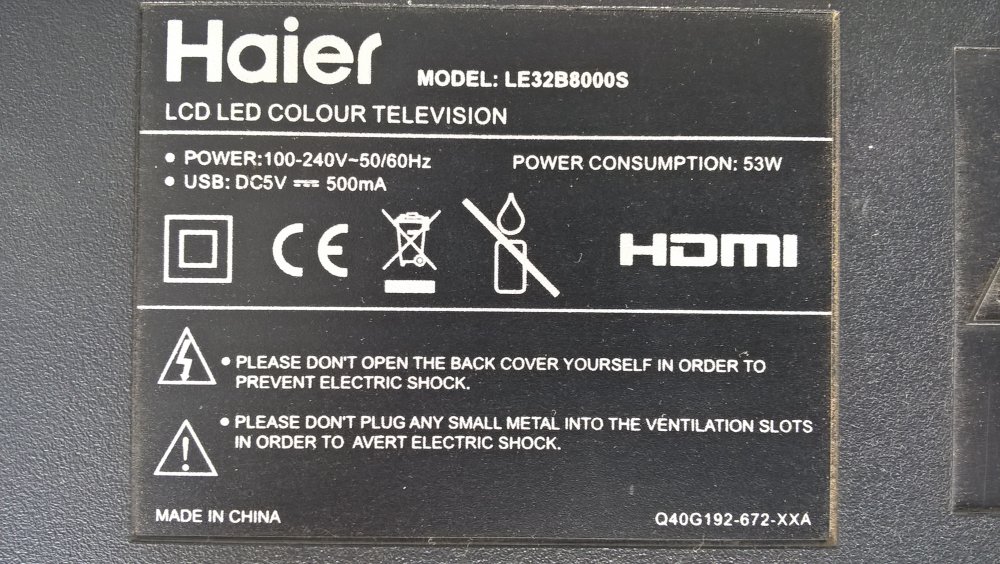 Haier
MODEL: LE32B8000S
LCD LED COLOUR TELEVISION
• POWER:100-240V~50/60Hz
POWER CONSUMPTION: 53W
• USB: DC5V ⎓ 500mA
CE
HDMI
• PLEASE DON'T OPEN THE BACK COVER YOURSELF IN ORDER TO
PREVENT ELECTRIC SHOCK.
• PLEASE DON'T PLUG ANY SMALL METAL INTO THE VENTILATION SLOTS
IN ORDER TO AVERT ELECTRIC SHOCK.
MADE IN CHINA
Q40G192-672-XXA